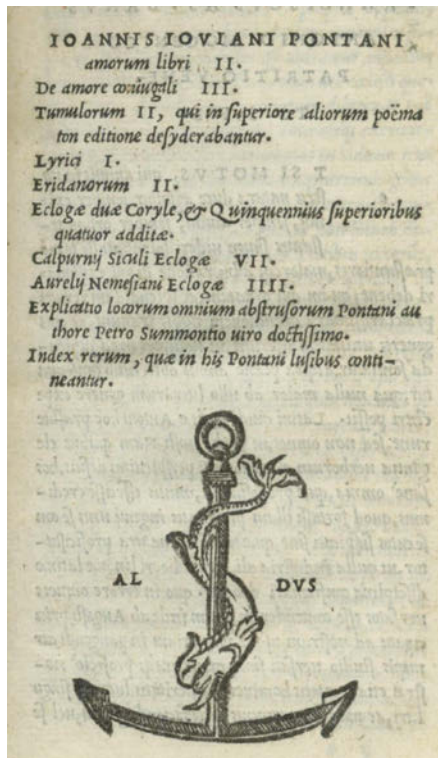 IOANNIS IOVIANI PONTANI
amorum libri II.
De amore coniugali III.
Tumulorum II, qui in superiore aliorum poëma
ton editione desyderabantur.
Lyrici I.
Eridanorum II.
Eclogæ duæ Coryle, & Quinquennius superioribus
quatuor additæ.
Calpurnij Siculi Eclogæ VII.
Aurelij Nemesiani Eclogæ IIII.
Explicatio locorum omnium abstrusorum Pontani au
thore Petro Summontio uiro doctissimo.
Index rerum, quæ in his Pontani lusibus conti-
neantur.
AL DVS